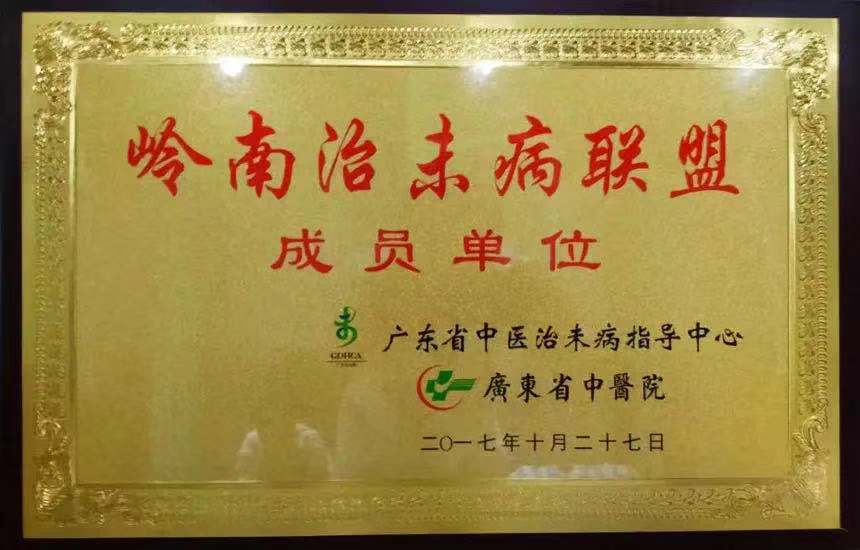 岭南治未病联盟
成员单位
GDHCA
广东省中医治未病指导中心
廣東省中醫院
二〇一七年十月二十七日